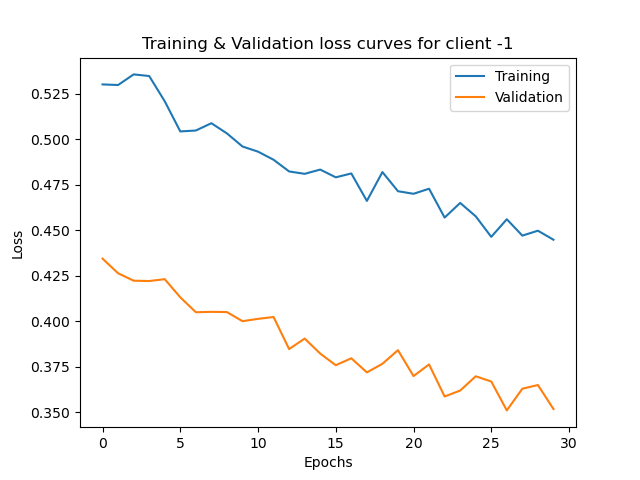 Training & Validation loss curves for client -1
Training
Validation
Loss
0.525
0.500
0.475
0.450
0.425
0.400
0.375
0.350
0 5 10 15 20 25 30
Epochs